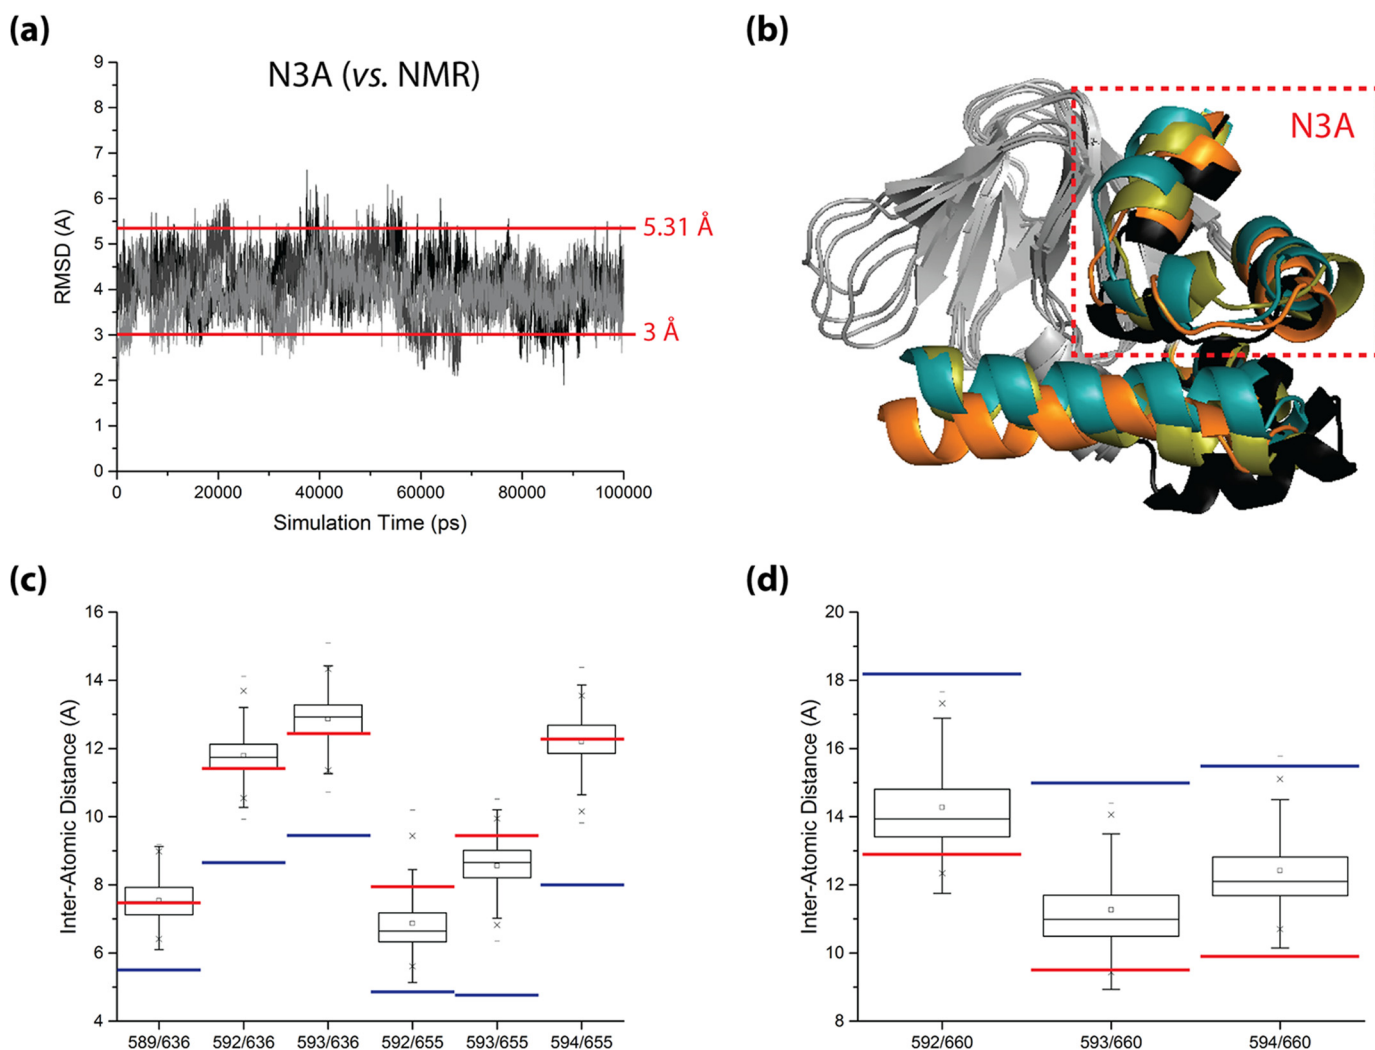 (a)
N3A (vs. NMR)
RMSD (A)
9
8
7
6
5
4
3
2
1
0
5.31 Å
3 Å
0 20000 40000 60000 80000 100000
Simulation Time (ps)
(b)
N3A
(c)
Inter-Atomic Distance (A)
16
14
12
10
8
6
4
589/636 592/636 593/636 592/655 593/655 594/655
(d)
Inter-Atomic Distance (A)
20
18
16
14
12
10
8
592/660 593/660 594/660